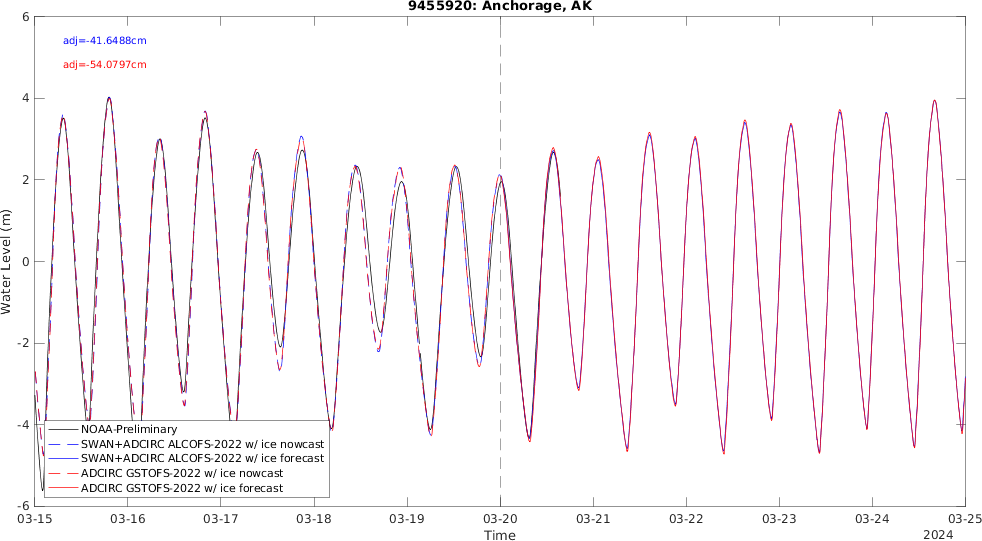 9455920: Anchorage, AK
adj=-41.6488cm
adj=-54.0797cm
Water Level (m)
6
4
2
0
-2
-4
-6
NOAA-Preliminary
SWAN+ADCIRC ALCOFS-2022 w/ ice nowcast
SWAN+ADCIRC ALCOFS-2022 w/ ice forecast
ADCIRC GSTOFS-2022 w/ ice nowcast
ADCIRC GSTOFS-2022 w/ ice forecast
03-15 03-16 03-17 03-18 03-19 03-20 03-21 03-22 03-23 03-24 03-25
Time
2024